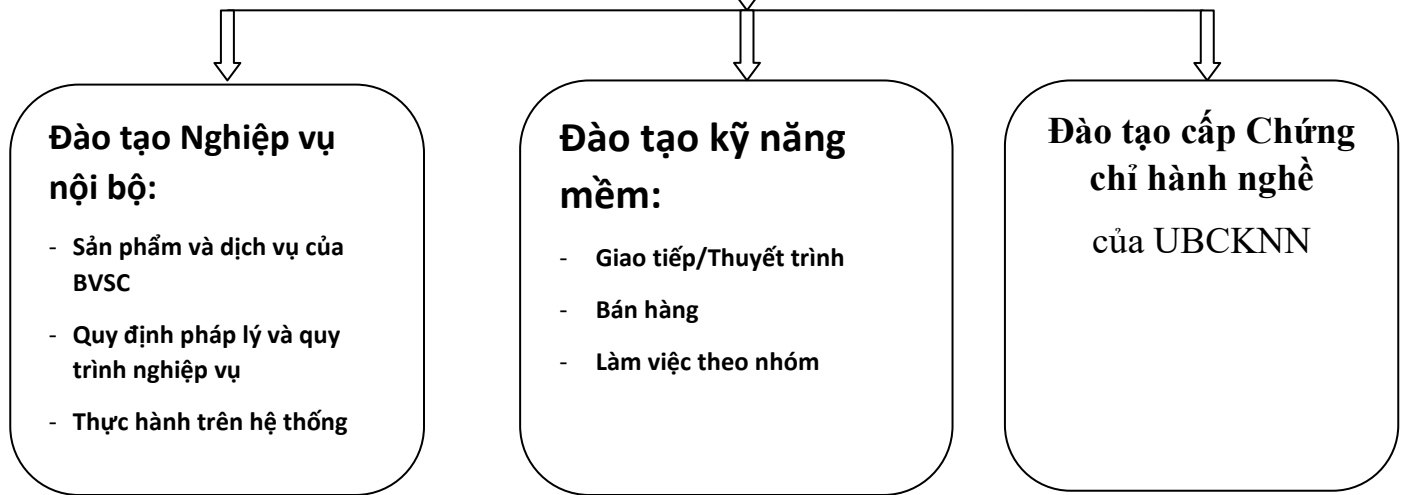 Đào tạo Nghiệp vụ
nội bộ:
- Sản phẩm và dịch vụ của
BVSC
- Quy định pháp lý và quy
trình nghiệp vụ
- Thực hành trên hệ thống
Đào tạo kỹ năng
mềm:
- Giao tiếp/Thuyết trình
- Bán hàng
- Làm việc theo nhóm
Đào tạo cấp Chứng
chỉ hành nghề
của UBCKNN